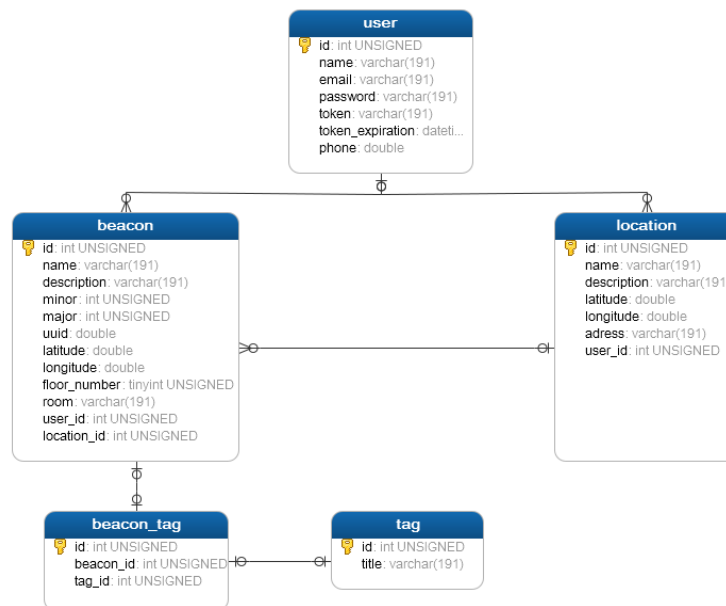 user
id: int UNSIGNED
name: varchar(191)
email: varchar(191)
password: varchar(191)
token: varchar(191)
token_expiration: dateti...
phone: double
beacon
id: int UNSIGNED
name: varchar(191)
description: varchar(191)
minor: int UNSIGNED
major: int UNSIGNED
uuid: double
latitude: double
longitude: double
floor_number: tinyint UNSIGNED
room: varchar(191)
user_id: int UNSIGNED
location_id: int UNSIGNED
location
id: int UNSIGNED
name: varchar(191)
description: varchar(191
latitude: double
longitude: double
adress: varchar(191)
user_id: int UNSIGNED
beacon_tag
id: int UNSIGNED
beacon_id: int UNSIGNED
tag_id: int UNSIGNED
tag
id: int UNSIGNED
title: varchar(191)